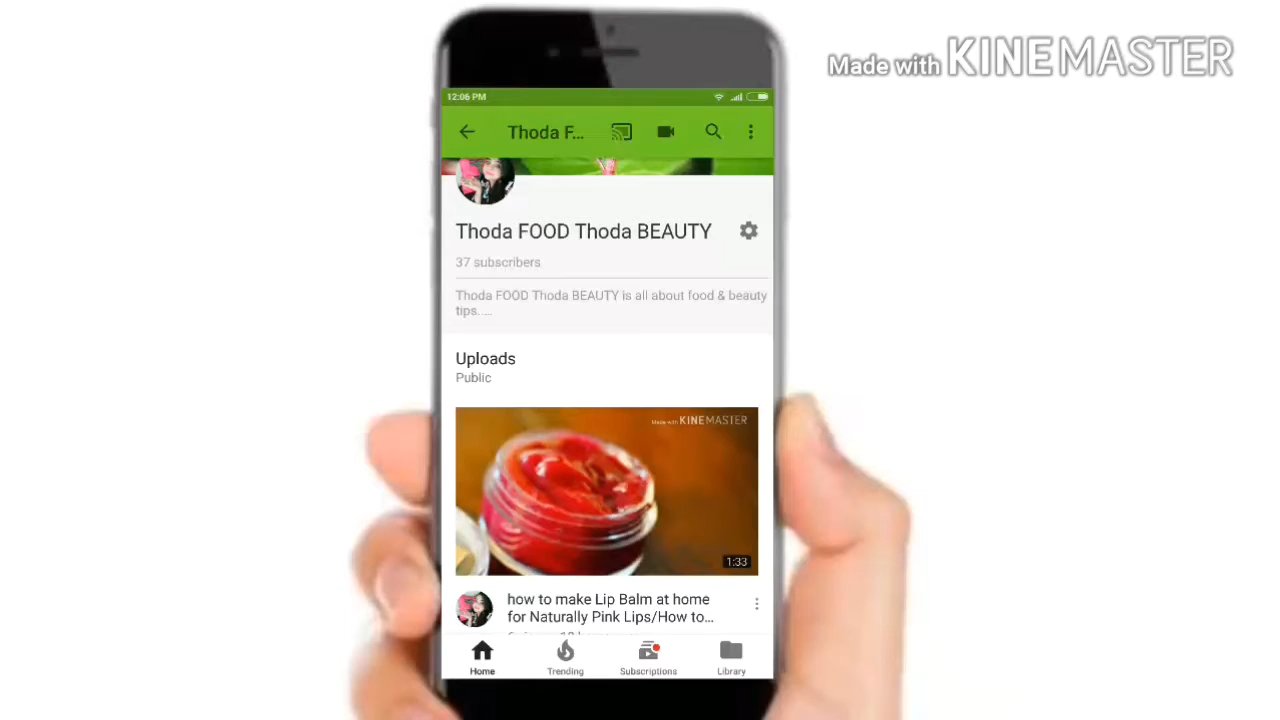 Made with KINEMASTER
12:06 PM
Thoda F...
Thoda FOOD Thoda BEAUTY
37 subscribers
Thoda FOOD Thoda BEAUTY is all about food & beauty
tips.....
Uploads
Public
Made with KINEMASTER
1:33
how to make Lip Balm at home
for Naturally Pink Lips/How to...
Home Trending Subscriptions Library